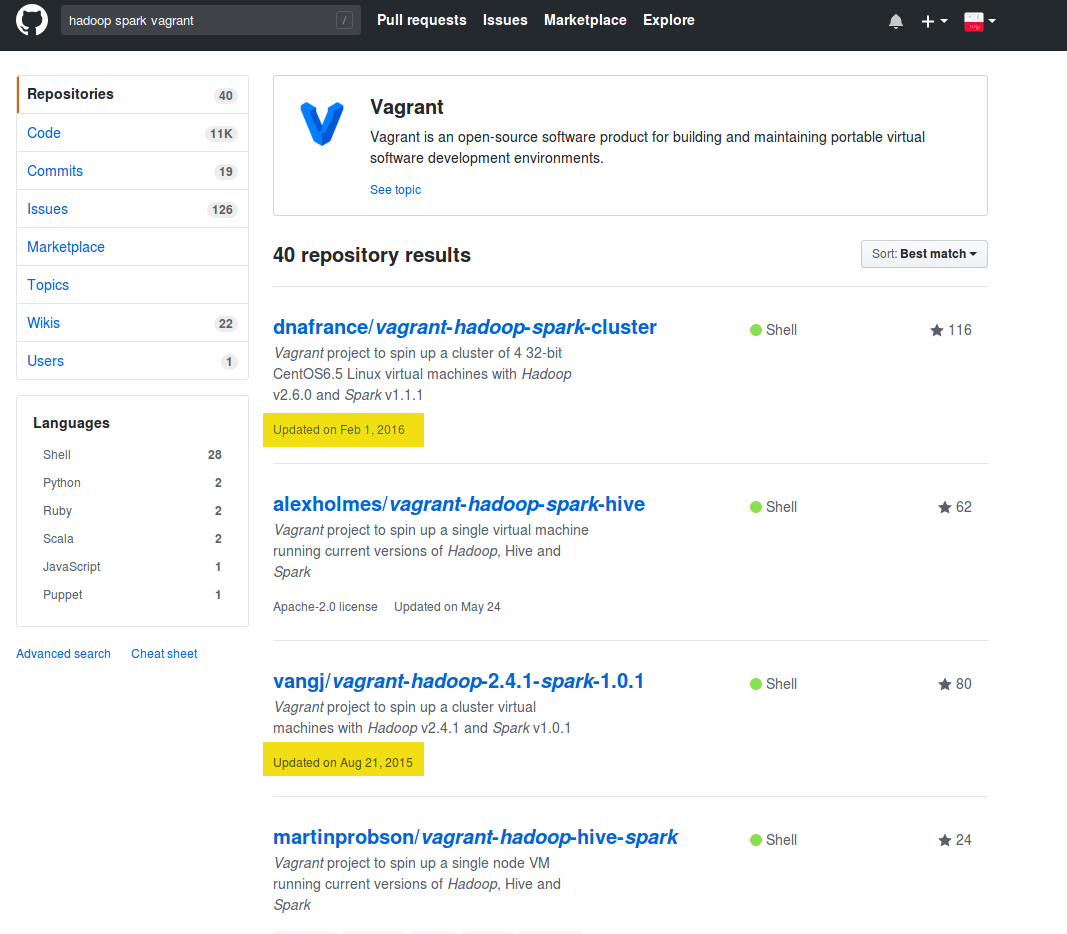 hadoop spark vagrant
/
Pull requests Issues Marketplace Explore
Repositories 40
Code 11K
Commits 19
Issues 126
Marketplace
Topics
Wikis 22
Users 1
Languages
Shell 28
Python 2
Ruby 2
Scala 2
JavaScript 1
Puppet 1
Advanced search Cheat sheet
Vagrant
Vagrant is an open-source software product for building and maintaining portable virtual
software development environments.
See topic
40 repository results
Sort: Best match
dnafrance/vagrant-hadoop-spark-cluster
Shell
116
Vagrant project to spin up a cluster of 4 32-bit
CentOS6.5 Linux virtual machines with Hadoop
v2.6.0 and Spark v1.1.1
Updated on Feb 1, 2016
alexholmes/vagrant-hadoop-spark-hive
Shell
62
Vagrant project to spin up a single virtual machine
running current versions of Hadoop, Hive and
Spark
Apache-2.0 license Updated on May 24
vangj/vagrant-hadoop-2.4.1-spark-1.0.1
Shell
80
Vagrant project to spin up a cluster virtual
machines with Hadoop v2.4.1 and Spark v1.0.1
Updated on Aug 21, 2015
martinprobson/vagrant-hadoop-hive-spark
Shell
24
Vagrant project to spin up a single node VM
running current versions of Hadoop, Hive and
Spark